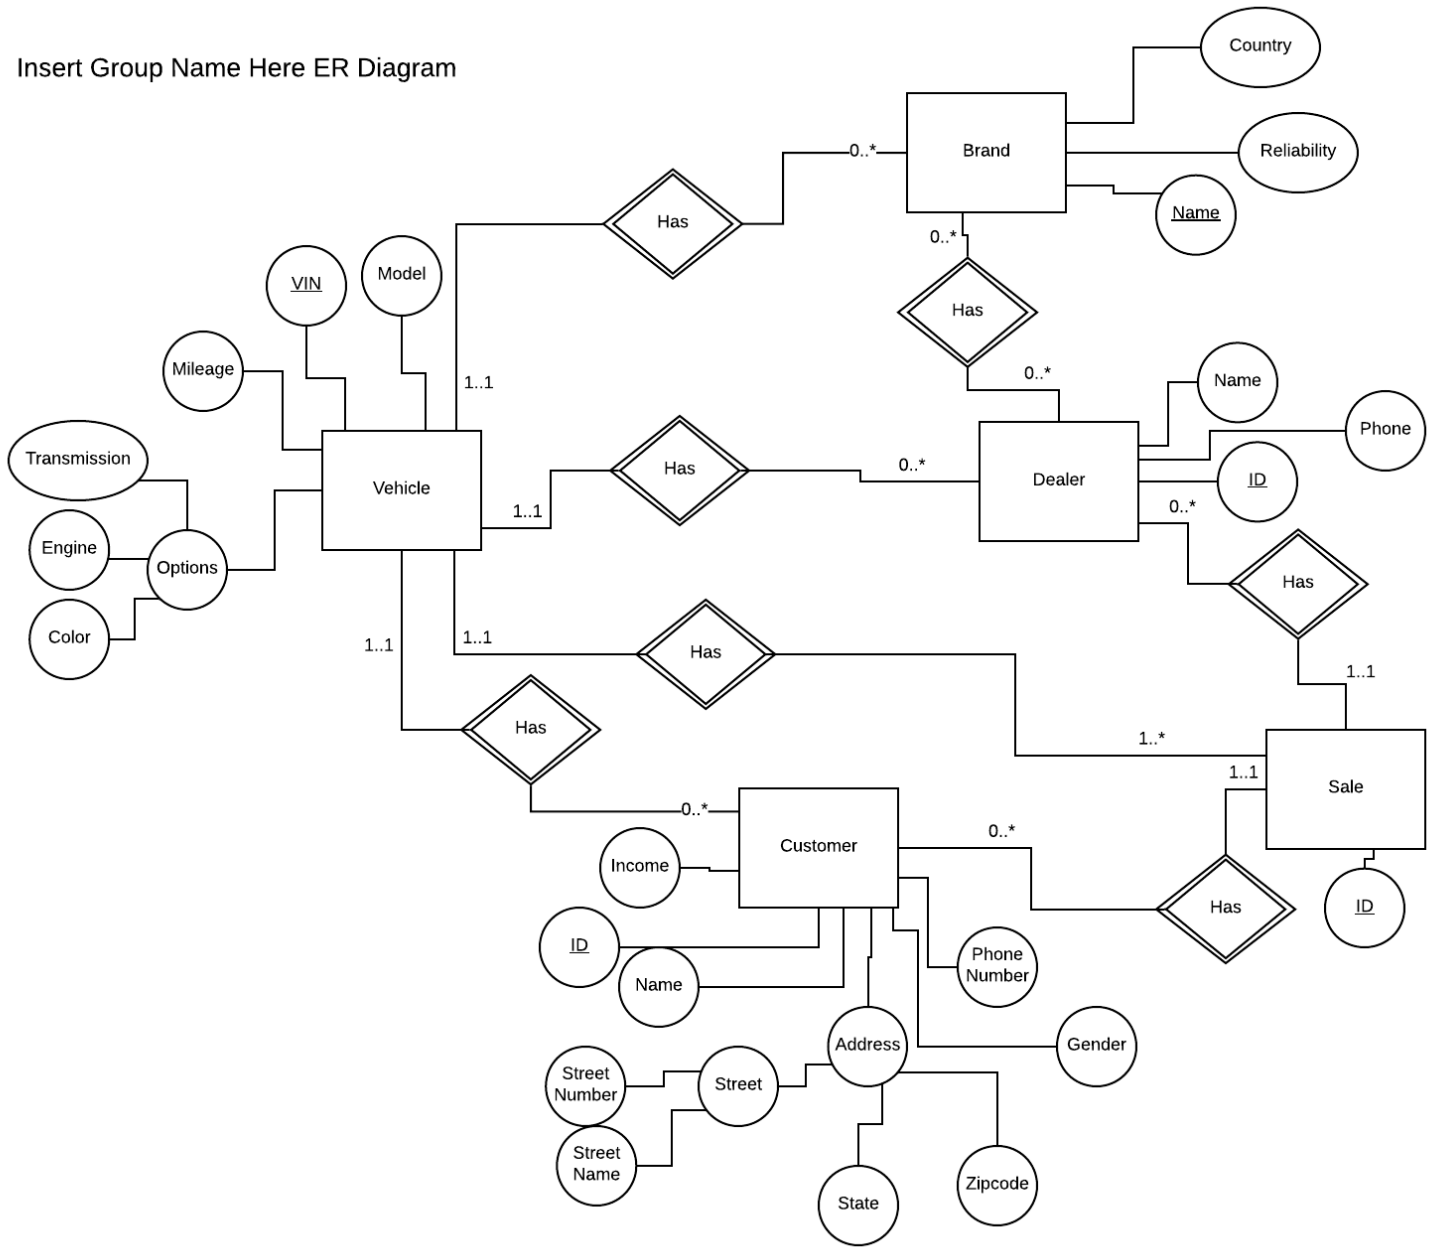 Country
Insert Group Name Here ER Diagram
Brand
0..*
Reliability
Name
Has
0..*
VIN
Model
Has
Mileage
1..1
0..*
Name
Phone
Transmission
Vehicle
Has
0..*
Dealer
ID
1..1
0..*
Engine
Options
Has
Color
1..1
1..1
Has
1..1
Has
1..*
1..1
Sale
0..*
Customer
0..*
Income
Has
ID
ID
Name
Phone
Number
Address
Gender
Street
Number
Street
Street
Name
State
Zipcode